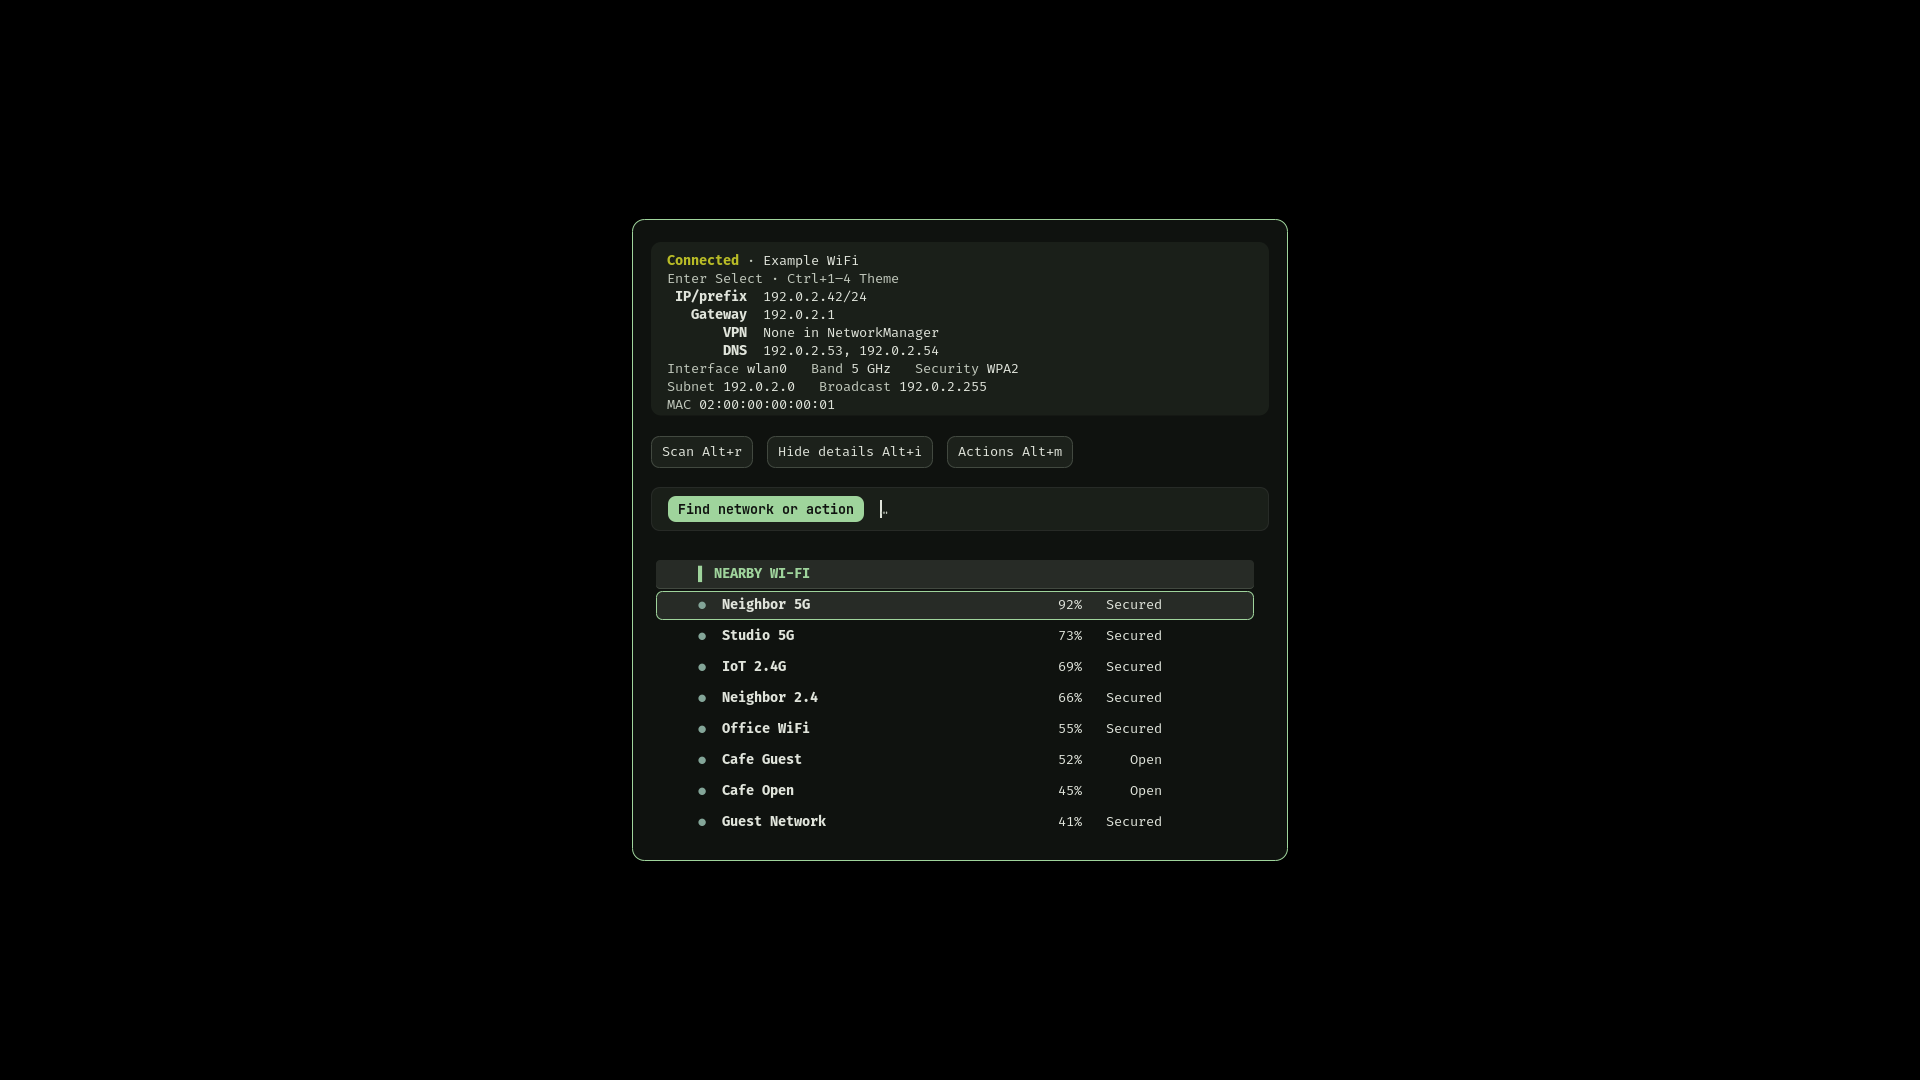 Connected · Example WiFi
Enter Select · Ctrl+1–4 Theme
IP/prefix 192.0.2.42/24
Gateway 192.0.2.1
VPN None in NetworkManager
DNS 192.0.2.53, 192.0.2.54
Interface wlan0 Band 5 GHz Security WPA2
Subnet 192.0.2.0 Broadcast 192.0.2.255
MAC 02:00:00:00:00:01
Scan Alt+r Hide details Alt+i Actions Alt+m
Find network or action …
NEARBY WI-FI
● Neighbor 5G 92% Secured
● Studio 5G 73% Secured
● IoT 2.4G 69% Secured
● Neighbor 2.4 66% Secured
● Office WiFi 55% Secured
● Cafe Guest 52% Open
● Cafe Open 45% Open
● Guest Network 41% Secured